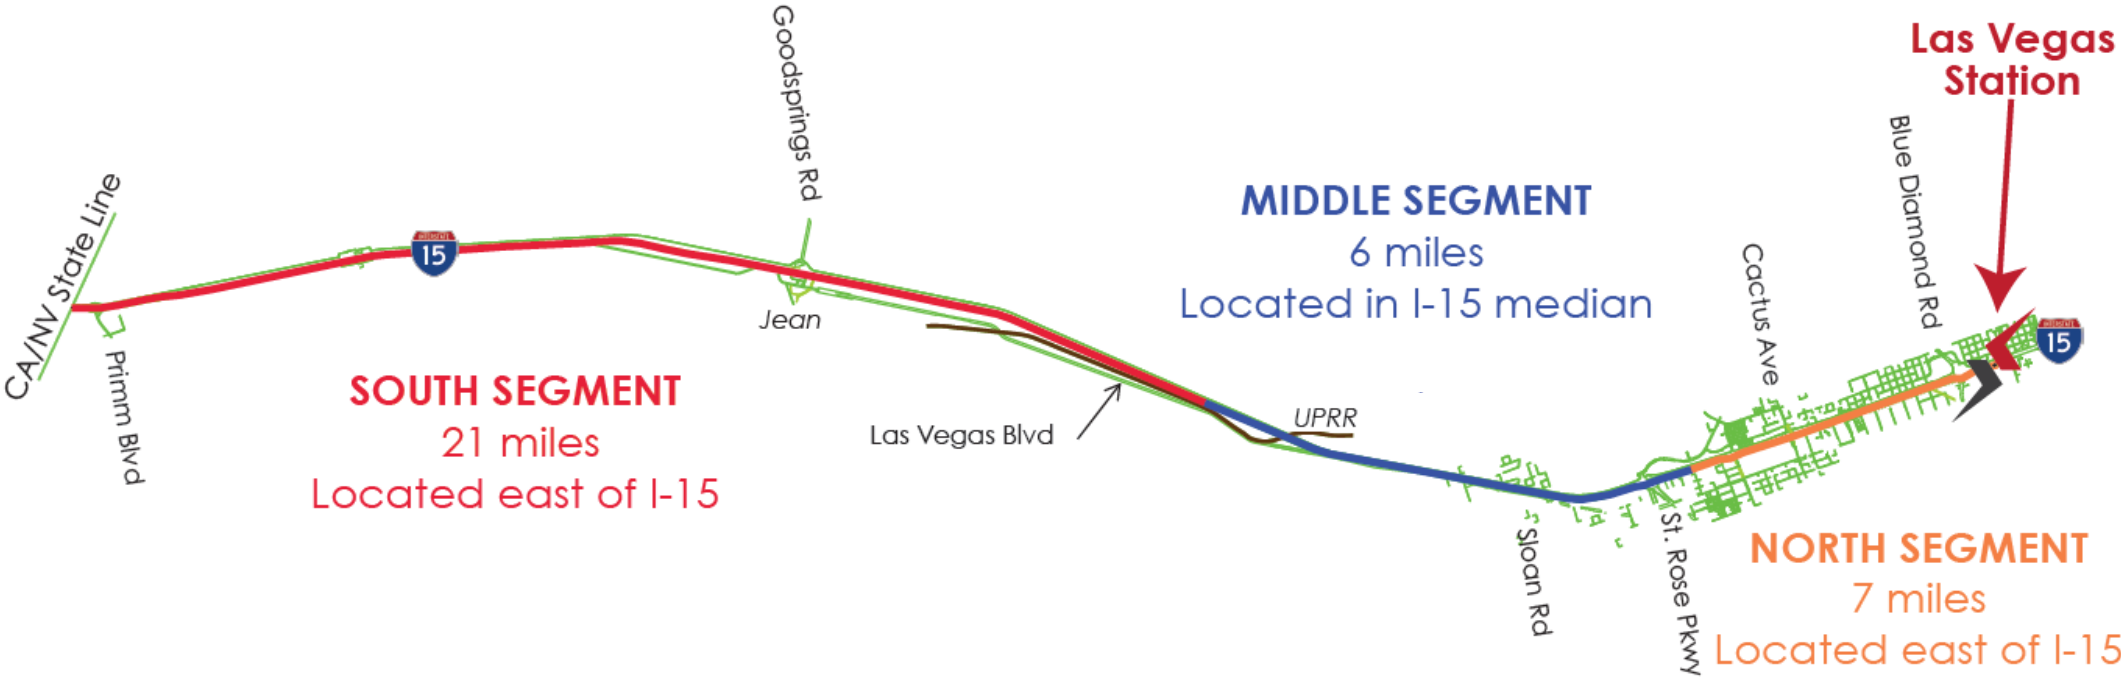 Las Vegas
Station
Goodsprings Rd
Blue Diamond Rd
CA/NV State Line
MIDDLE SEGMENT
6 miles
Located in I-15 median
15
Cactus Ave
Jean
15
Primm Blvd
SOUTH SEGMENT
21 miles
Located east of I-15
Las Vegas Blvd
UPRR
Sloan Rd
St. Rose Pkwy
NORTH SEGMENT
7 miles
Located east of I-15